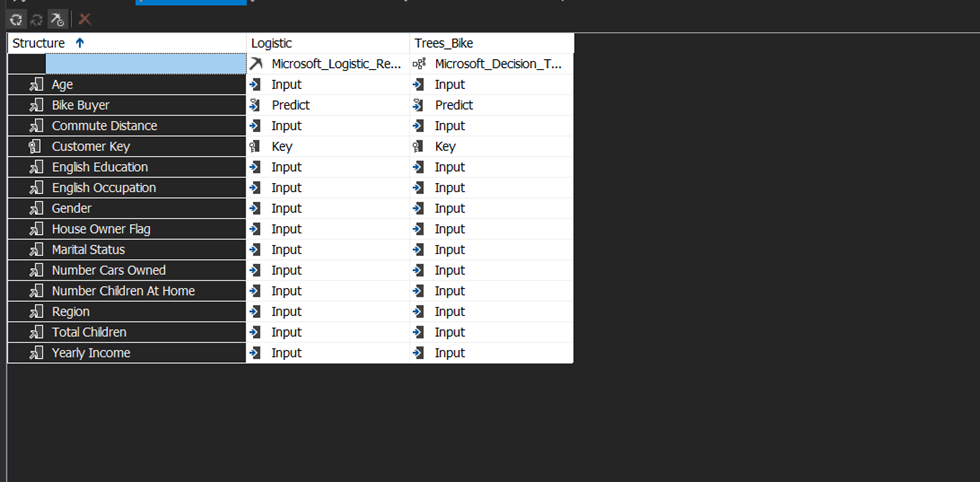 Structure Logistic Trees_Bike
Microsoft_Logistic_Re... Microsoft_Decision_T...
Age Input Input
Bike Buyer Predict Predict
Commute Distance Input Input
Customer Key Key Key
English Education Input Input
English Occupation Input Input
Gender Input Input
House Owner Flag Input Input
Marital Status Input Input
Number Cars Owned Input Input
Number Children At Home Input Input
Region Input Input
Total Children Input Input
Yearly Income Input Input